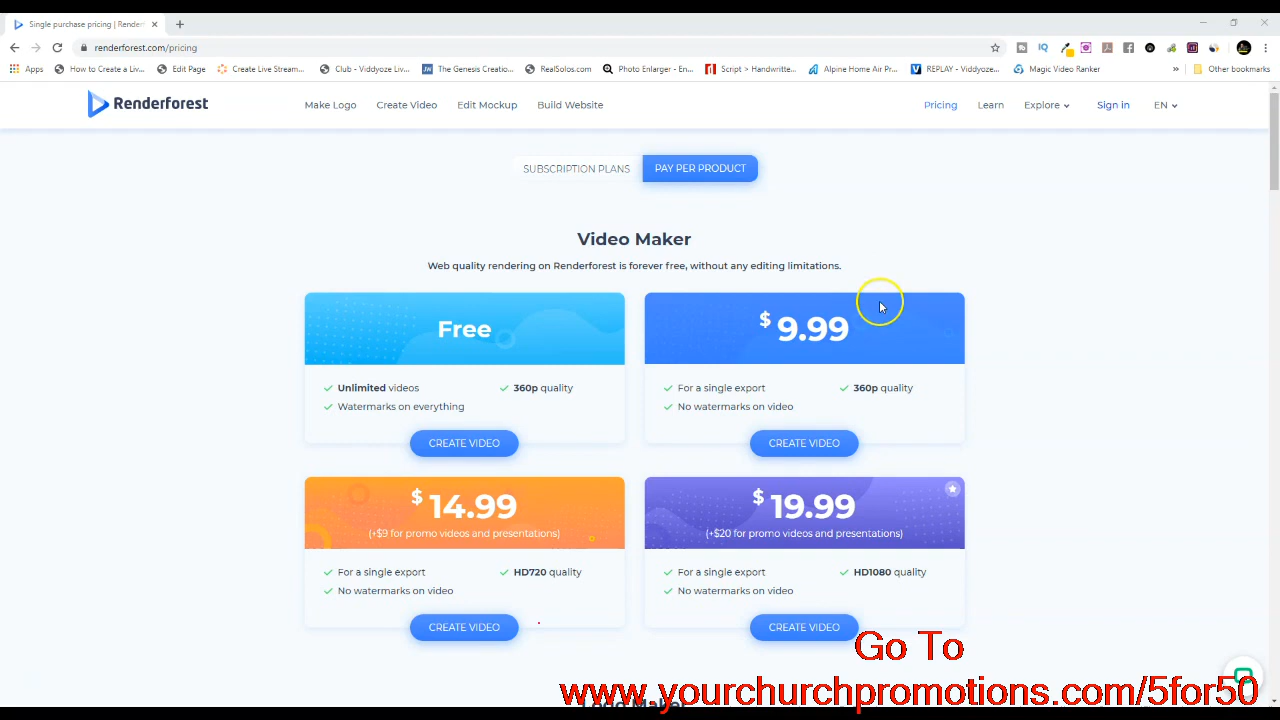 Single purchase pricing | Render
renderforest.com/pricing
Apps How to Create a Liv... Edit Page Create Live Stream... Club - Viddyoze Liv... The Genesis Creatio... RealSolos.com Photo Enlarger - En... Script > Handwritte... Alpine Home Air Pr... REPLAY - Viddyoze... Magic Video Ranker » Other bookmarks
Renderforest Make Logo Create Video Edit Mockup Build Website Pricing Learn Explore Sign in EN
SUBSCRIPTION PLANS PAY PER PRODUCT
Video Maker
Web quality rendering on Renderforest is forever free, without any editing limitations.
Free
Unlimited videos 360p quality
Watermarks on everything
CREATE VIDEO
$ 9.99
For a single export 360p quality
No watermarks on video
CREATE VIDEO
$ 14.99
(+$9 for promo videos and presentations)
For a single export HD720 quality
No watermarks on video
CREATE VIDEO
$ 19.99
(+$20 for promo videos and presentations)
For a single export HD1080 quality
No watermarks on video
CREATE VIDEO
Go To
www.yourchurchpromotions.com/5for50
Logo Maker